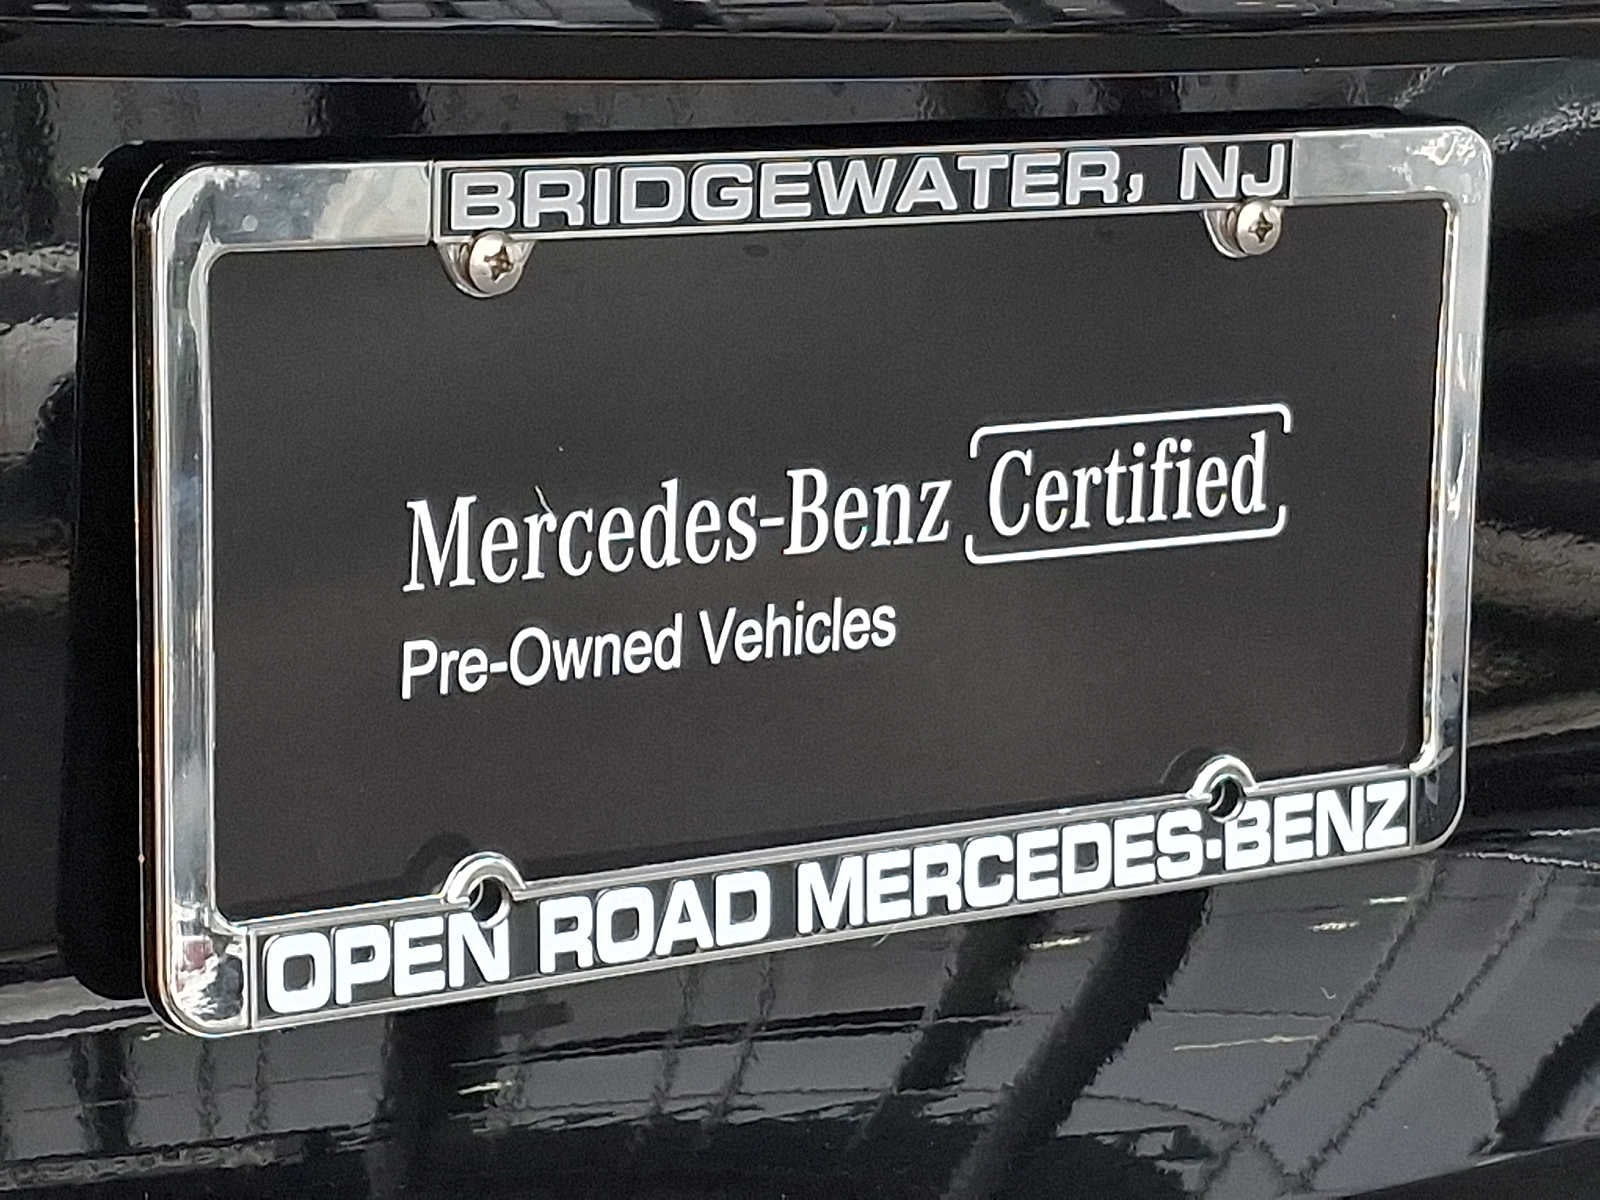 BRIDGEWATER, NJ
Mercedes-Benz Certified
Pre-Owned Vehicles
OPEN ROAD MERCEDES-BENZ